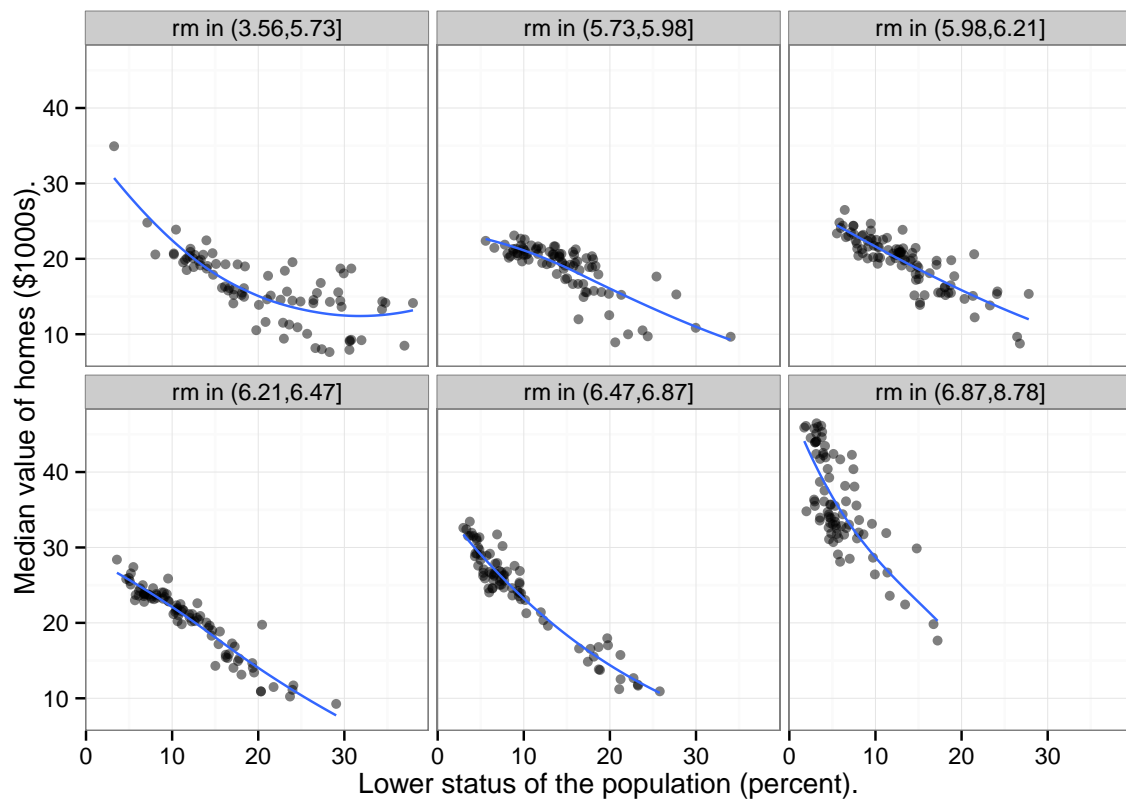 rm in (3.56,5.73]
rm in (5.73,5.98]
rm in (5.98,6.21]
40
30
20
10
rm in (6.21,6.47]
rm in (6.47,6.87]
rm in (6.87,8.78]
40
30
20
10
0 10 20 30
0 10 20 30
0 10 20 30
Median value of homes ($1000s).
Lower status of the population (percent).